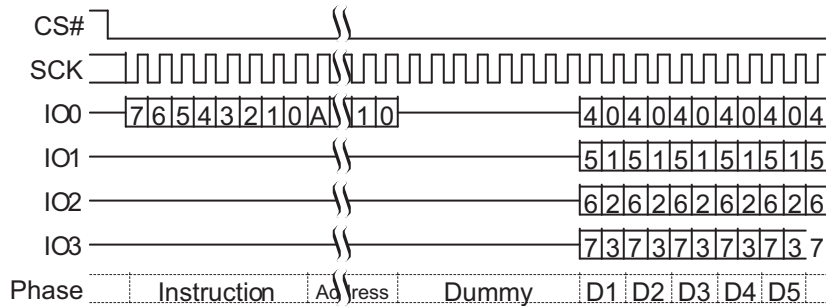 CS#
SCK
IO0 7 6 5 4 3 2 1 0 A 1 0 4 0 4 0 4 0 4 0 4 0 4
IO1 5 1 5 1 5 1 5 1 5 1 5
IO2 6 2 6 2 6 2 6 2 6 2 6
IO3 7 3 7 3 7 3 7 3 7 3 7
Phase Instruction Address Dummy D1 D2 D3 D4 D5